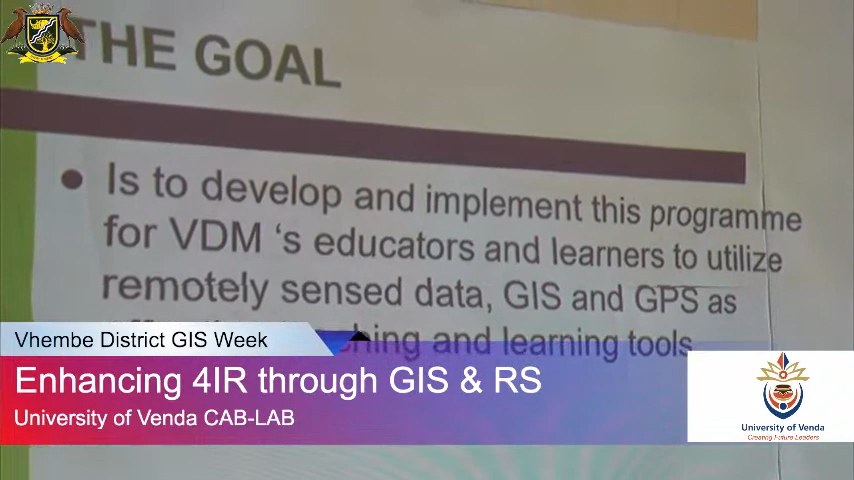 THE GOAL
Is to develop and implement this programme
for VDM 's educators and learners to utilize
remotely sensed data, GIS and GPS as
and learning tools
Vhembe District GIS Week
Enhancing 4IR through GIS & RS
University of Venda CAB-LAB
University of Venda
Creating Future Leaders